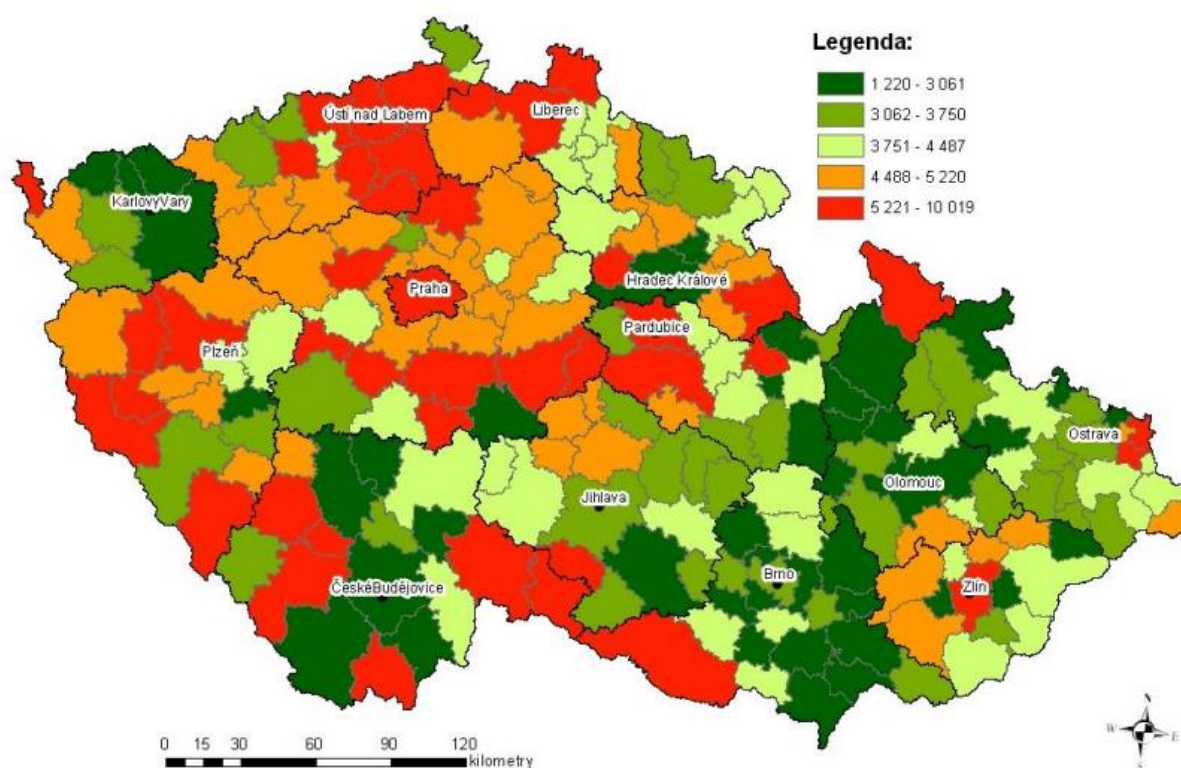 Legenda:
1 220 - 3 061
3 062 - 3750
3 751 - 4 487
4 488 - 5 220
5 221 - 10 019
Ústí nad Labem
Liberec
KarlovyVary
Praha
Hradec Králové
Pardubice
Plzeň
Ostrava
Olomouc
Jihlava
Brno
Zlín
ČeskéBudějovice
0 15 30 60 90 120
kilometry
N
W E
S